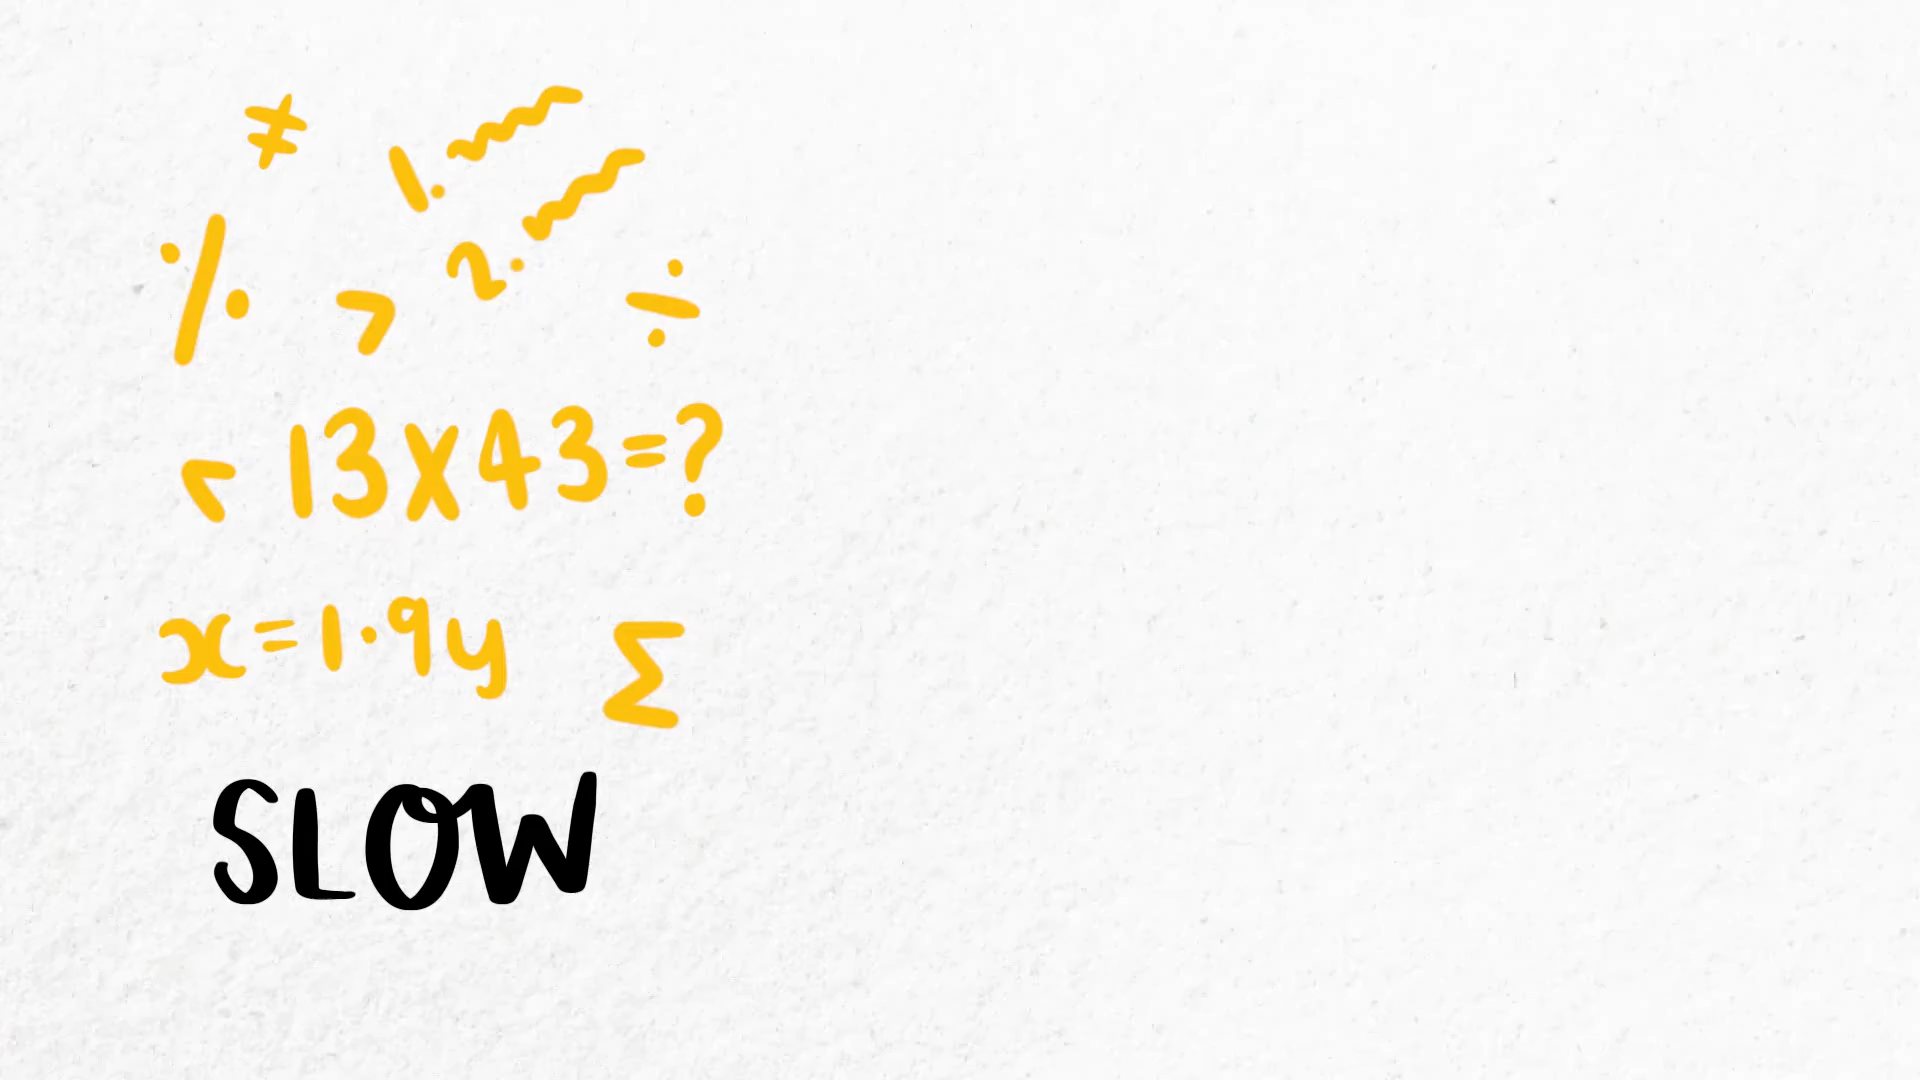 ≠
1.
2.
%
>
÷
< 13X43=?
x=1.9y
Σ
SLOW